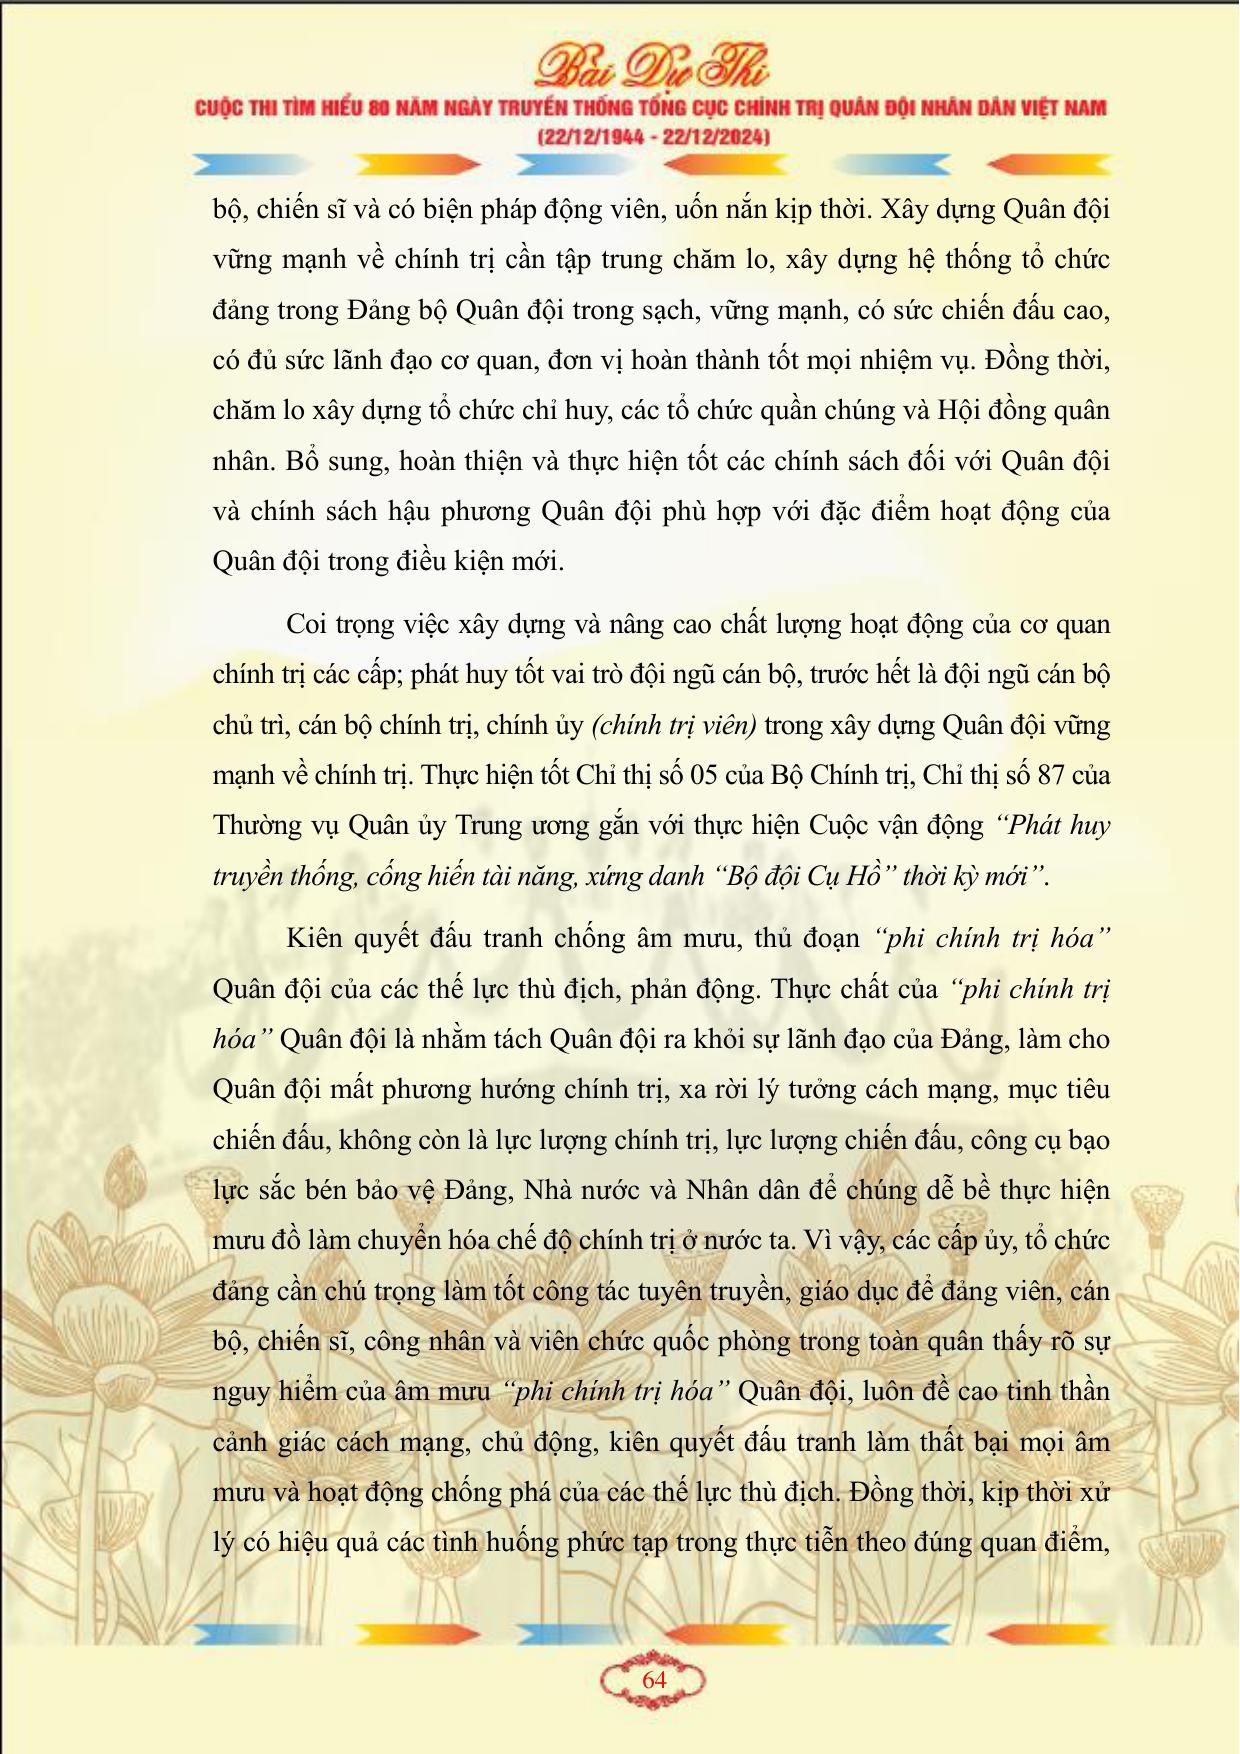 Bài Dự Thi
CUỘC THI TÌM HIỂU 80 NĂM NGÀY TRUYỀN THỐNG TỔNG CỤC CHÍNH TRỊ QUÂN ĐỘI NHÂN DÂN VIỆT NAM
(22/12/1944 - 22/12/2024)
bộ, chiến sĩ và có biện pháp động viên, uốn nắn kịp thời. Xây dựng Quân đội
vững mạnh về chính trị cần tập trung chăm lo, xây dựng hệ thống tổ chức
đảng trong Đảng bộ Quân đội trong sạch, vững mạnh, có sức chiến đấu cao,
có đủ sức lãnh đạo cơ quan, đơn vị hoàn thành tốt mọi nhiệm vụ. Đồng thời,
chăm lo xây dựng tổ chức chỉ huy, các tổ chức quần chúng và Hội đồng quân
nhân. Bổ sung, hoàn thiện và thực hiện tốt các chính sách đối với Quân đội
và chính sách hậu phương Quân đội phù hợp với đặc điểm hoạt động của
Quân đội trong điều kiện mới.
Coi trọng việc xây dựng và nâng cao chất lượng hoạt động của cơ quan
chính trị các cấp; phát huy tốt vai trò đội ngũ cán bộ, trước hết là đội ngũ cán bộ
chủ trì, cán bộ chính trị, chính ủy (chính trị viên) trong xây dựng Quân đội vững
mạnh về chính trị. Thực hiện tốt Chỉ thị số 05 của Bộ Chính trị, Chỉ thị số 87 của
Thường vụ Quân ủy Trung ương gắn với thực hiện Cuộc vận động “Phát huy
truyền thống, cống hiến tài năng, xứng danh “Bộ đội Cụ Hồ” thời kỳ mới”.
Kiên quyết đấu tranh chống âm mưu, thủ đoạn “phi chính trị hóa”
Quân đội của các thế lực thù địch, phản động. Thực chất của “phi chính trị
hóa” Quân đội là nhằm tách Quân đội ra khỏi sự lãnh đạo của Đảng, làm cho
Quân đội mất phương hướng chính trị, xa rời lý tưởng cách mạng, mục tiêu
chiến đấu, không còn là lực lượng chính trị, lực lượng chiến đấu, công cụ bạo
lực sắc bén bảo vệ Đảng, Nhà nước và Nhân dân để chúng dễ bề thực hiện
mưu đồ làm chuyển hóa chế độ chính trị ở nước ta. Vì vậy, các cấp ủy, tổ chức
đảng cần chú trọng làm tốt công tác tuyên truyền, giáo dục để đảng viên, cán
bộ, chiến sĩ, công nhân và viên chức quốc phòng trong toàn quân thấy rõ sự
nguy hiểm của âm mưu “phi chính trị hóa” Quân đội, luôn đề cao tinh thần
cảnh giác cách mạng, chủ động, kiên quyết đấu tranh làm thất bại mọi âm
mưu và hoạt động chống phá của các thế lực thù địch. Đồng thời, kịp thời xử
lý có hiệu quả các tình huống phức tạp trong thực tiễn theo đúng quan điểm,
64